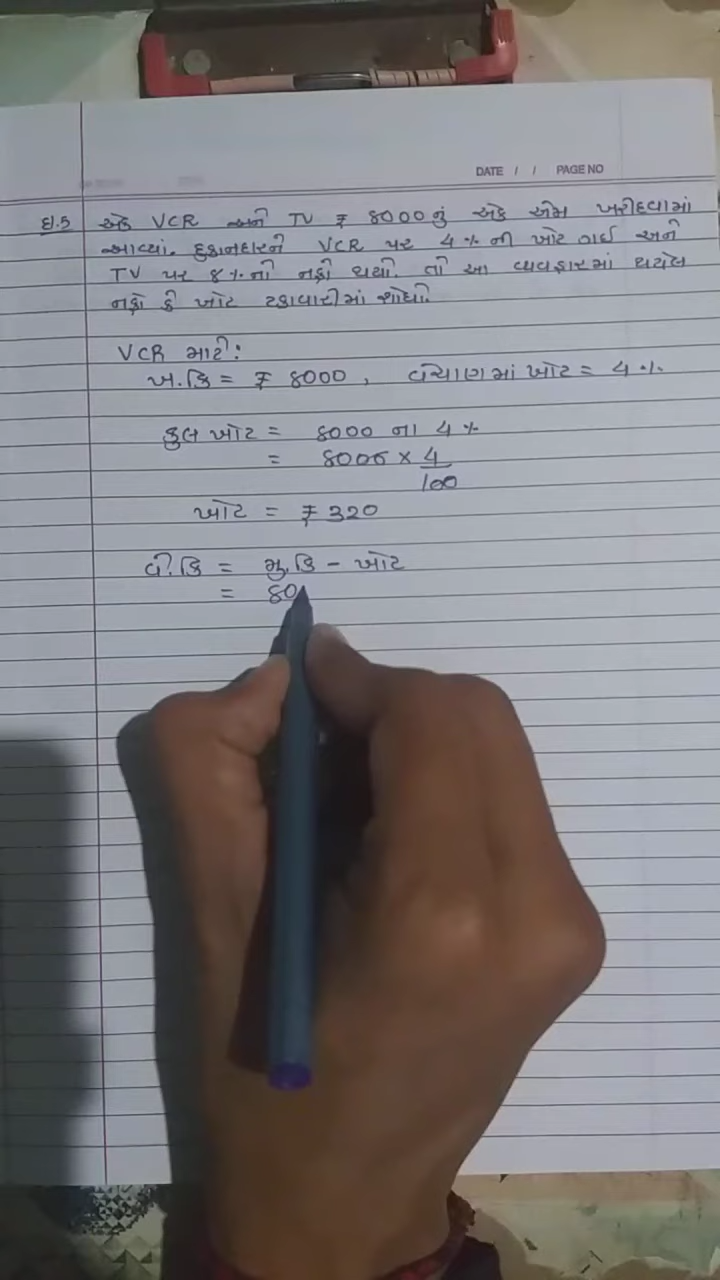 DATE / / PAGE NO
દા.5 એક VCR અને TV ₹ 8000નું એક એમ ખરીદવામાં
આવ્યાં. દુકાનદારને VCR પર 4 % ની ખોટ ગઈ અને
TV પર 8 % નો નફો થયો. તો આ વ્યવહારમાં થયેલ
નફો કે ખોટ ટકાવારીમાં શોધો.
VCR માટે:
ખ.કિં = ₹ 8000, વેચાણમાં ખોટ = 4 %
કુલ ખોટ = 8000 ના 4 %
= 8000 × 4
100
ખોટ = ₹ 320
વે.કિં = મુ.કિં - ખોટ
= 80